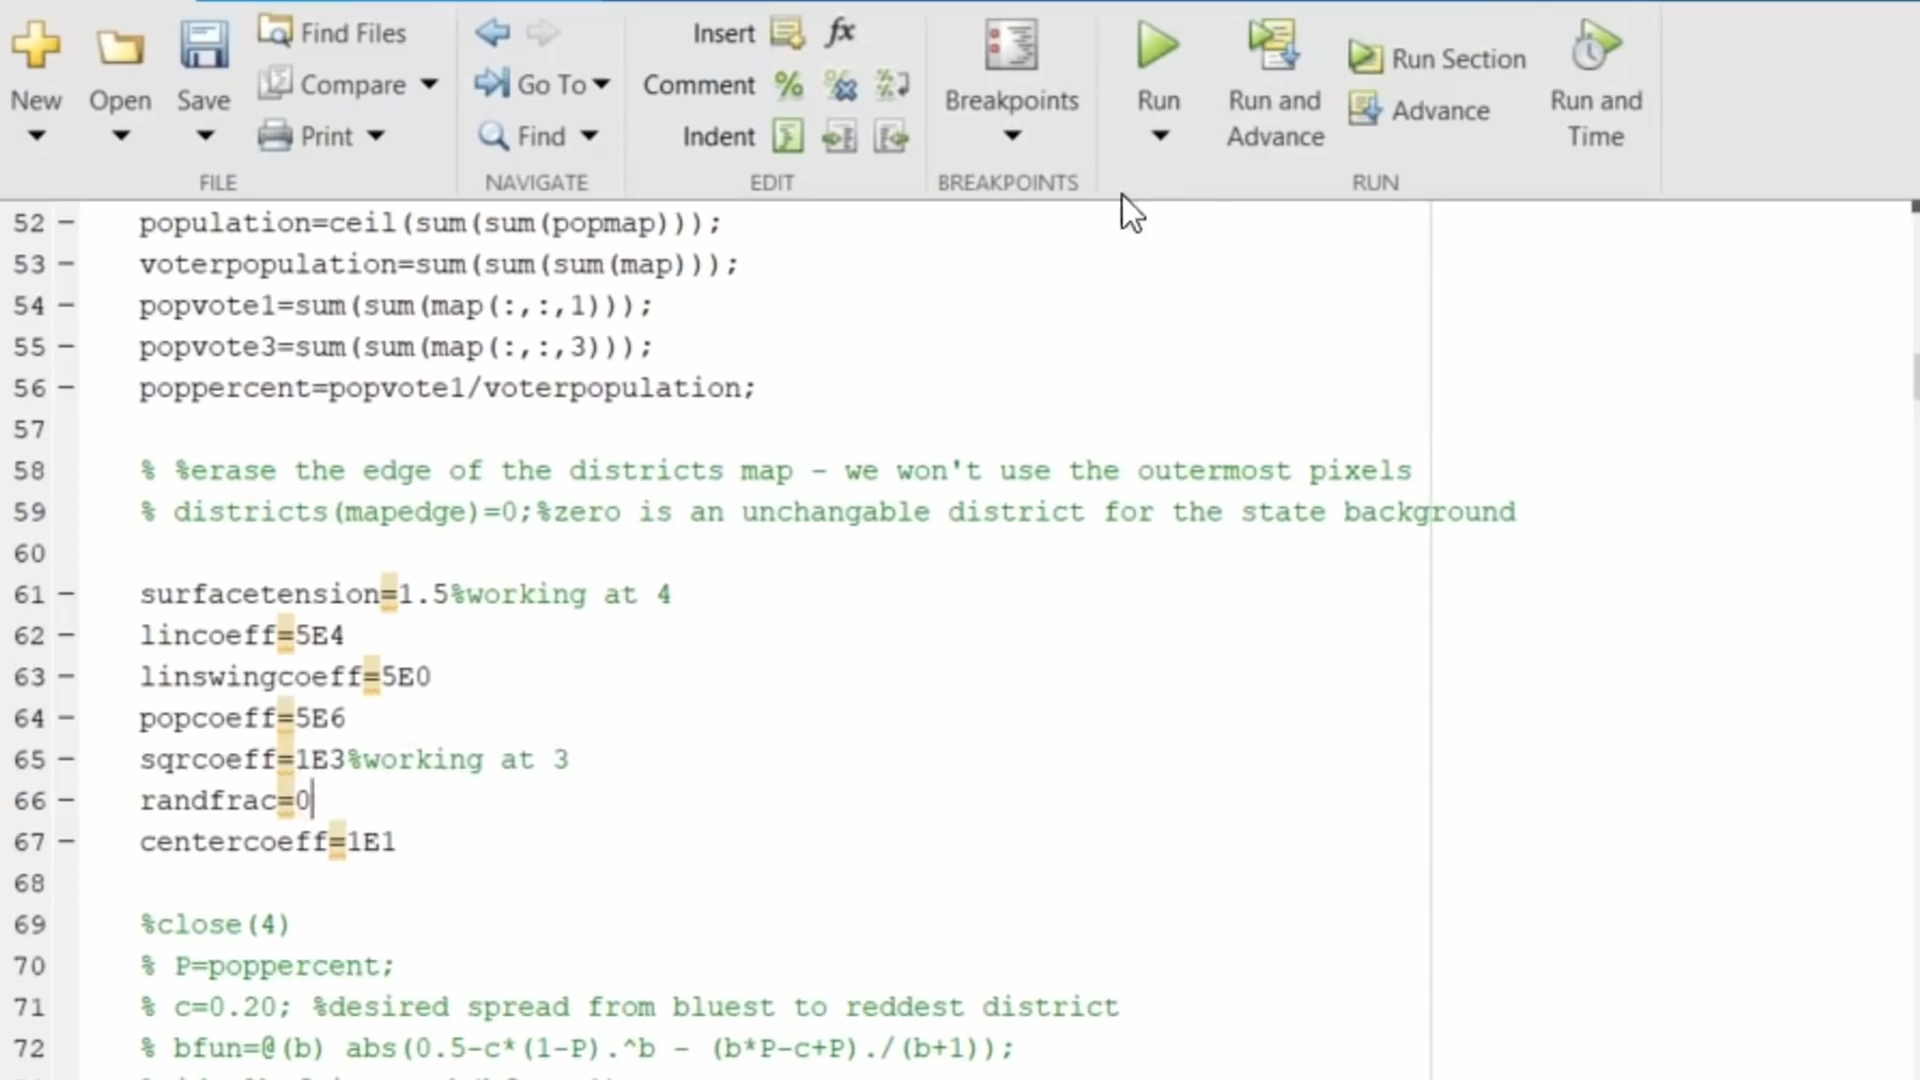 New
Open
Save
Find Files
Compare
Print
FILE
Go To
Find
NAVIGATE
Insert fx
Comment
Indent
EDIT
Breakpoints
BREAKPOINTS
Run
Run and Advance
Run Section
Advance
Run and Time
RUN
52 – population=ceil(sum(sum(popmap)));
53 – voterpopulation=sum(sum(sum(map)));
54 – popvote1=sum(sum(map(:,:,1)));
55 – popvote3=sum(sum(map(:,:,3)));
56 – poppercent=popvote1/voterpopulation;
57
58 % %erase the edge of the districts map - we won't use the outermost pixels
59 % districts(mapedge)=0;%zero is an unchangable district for the state background
60
61 – surfacetension=1.5%working at 4
62 – lincoeff=5E4
63 – linswingcoeff=5E0
64 – popcoeff=5E6
65 – sqrcoeff=1E3%working at 3
66 – randfrac=0
67 – centercoeff=1E1
68
69 %close(4)
70 % P=poppercent;
71 % c=0.20; %desired spread from bluest to reddest district
72 % bfun=@(b) abs(0.5-c*(1-P).^b - (b*P-c+P)./(b+1));